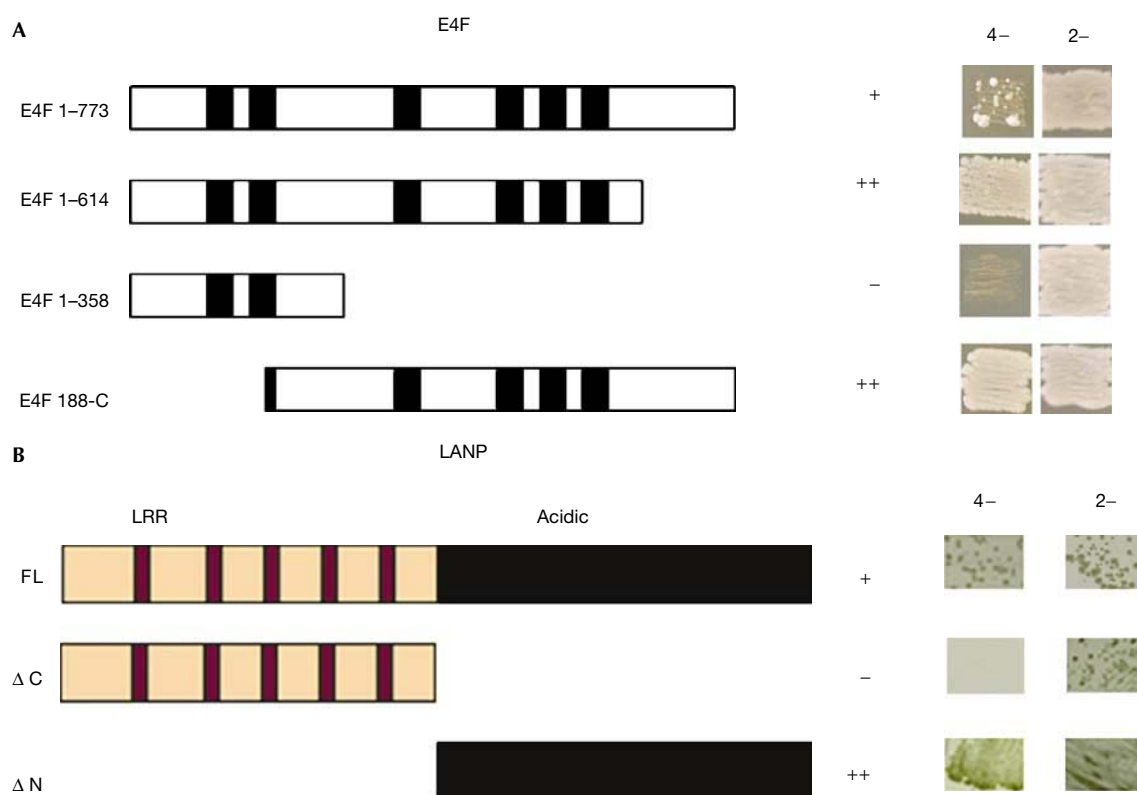 A
E4F
4– 2–
E4F 1–773 +
E4F 1–614 ++
E4F 1–358 –
E4F 188-C ++
B
LANP
4– 2–
LRR Acidic
FL +
Δ C –
Δ N ++